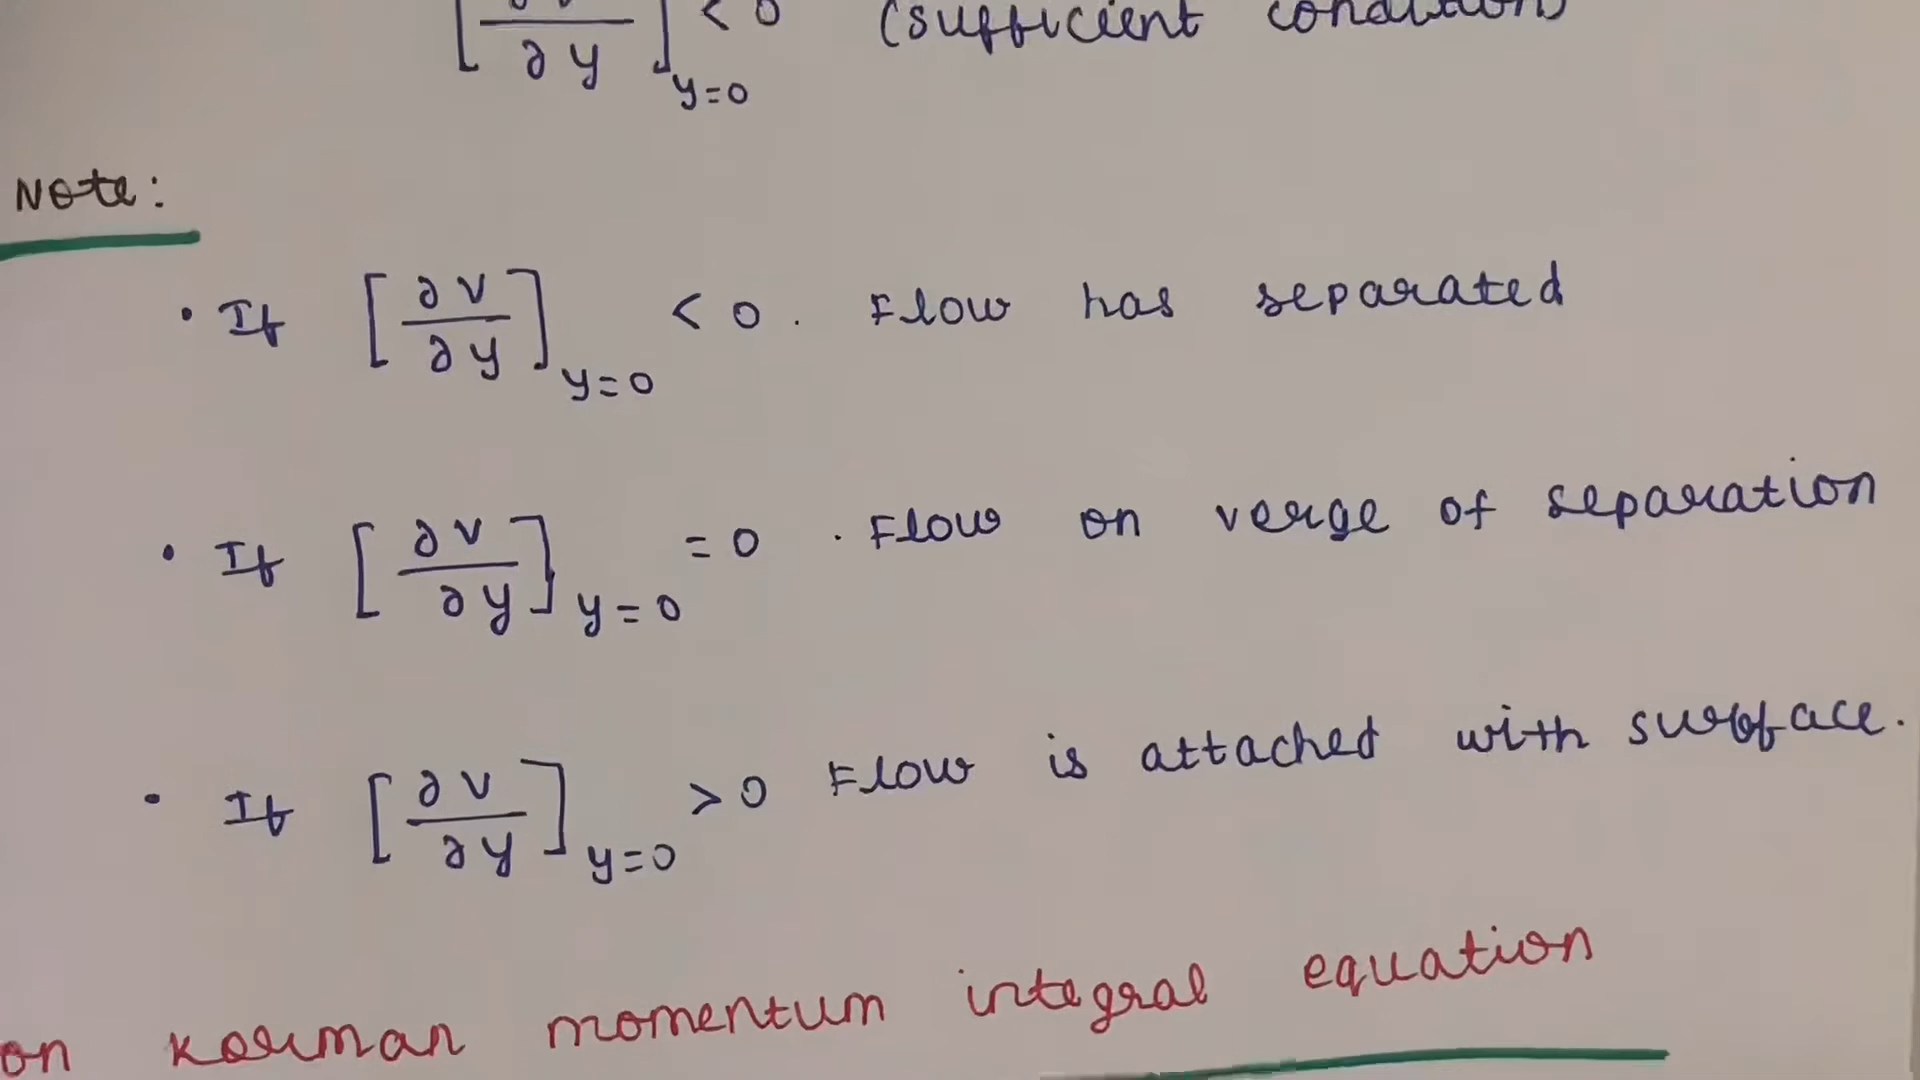 [∂v/∂y]y=0 < 0 (sufficient condition)
Note:
• If [∂v/∂y]y=0 < 0. Flow has separated
• If [∂v/∂y]y=0 = 0. Flow on verge of separation
• If [∂v/∂y]y=0 > 0 Flow is attached with surface.
on karman momentum integral equation